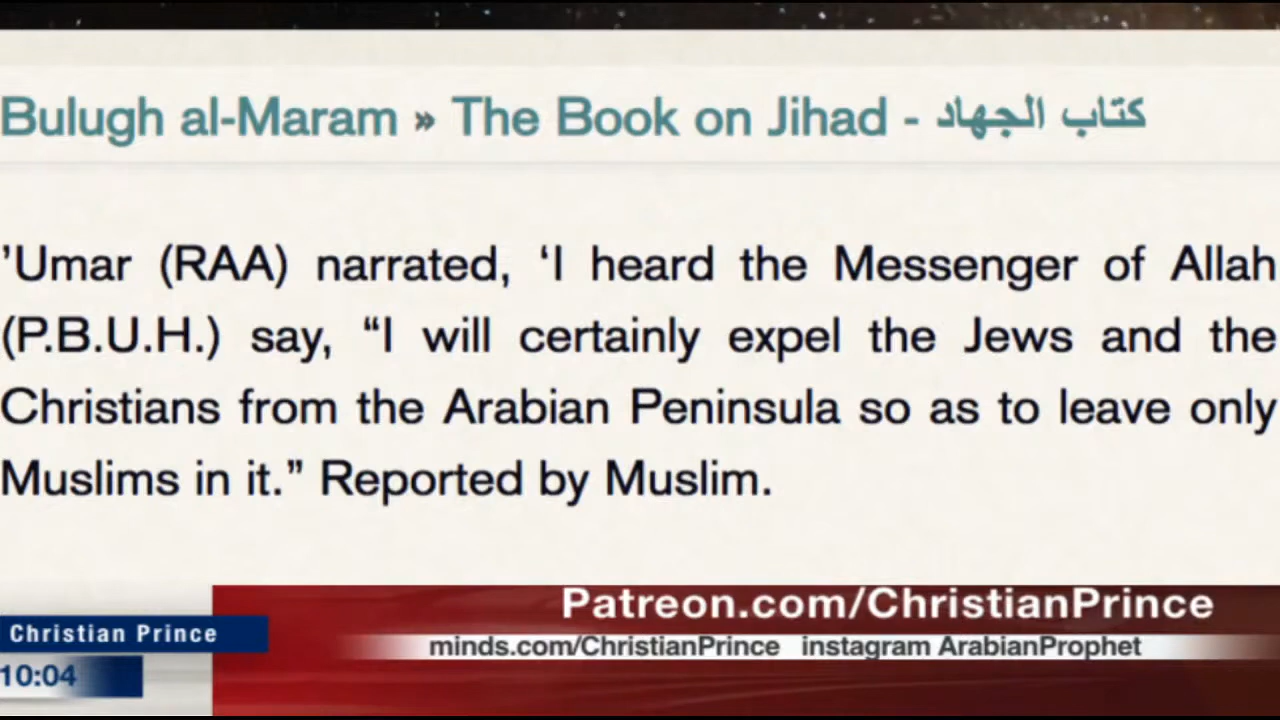 Bulugh al-Maram » The Book on Jihad - كتاب الجهاد
’Umar (RAA) narrated, ‘I heard the Messenger of Allah
(P.B.U.H.) say, “I will certainly expel the Jews and the
Christians from the Arabian Peninsula so as to leave only
Muslims in it.” Reported by Muslim.
Patreon.com/ChristianPrince
Christian Prince
minds.com/ChristianPrince instagram ArabianProphet
10:04